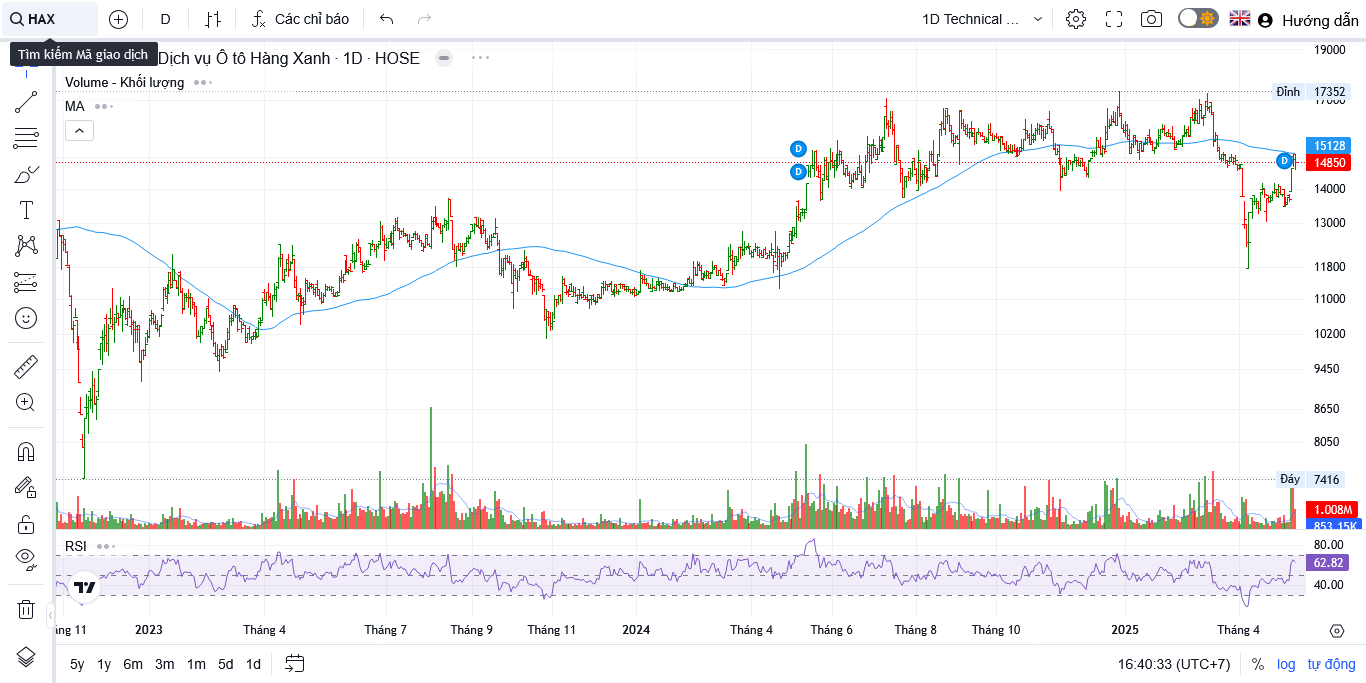 HAX
D
Các chỉ báo
1D Technical ...
Hướng dẫn
Tìm kiếm Mã giao dịch
Dịch vụ Ô tô Hàng Xanh · 1D · HOSE
Volume - Khối lượng
MA
19000
Đỉnh 17352
17000
15128
14850
14000
13000
11800
11000
10200
9450
8650
8050
Đáy 7416
1.008M
853.15K
D
D
D
RSI
80.00
62.82
40.00
ng 11 2023 Tháng 4 Tháng 7 Tháng 9 Tháng 11 2024 Tháng 4 Tháng 6 Tháng 8 Tháng 10 2025 Tháng 4
5y 1y 6m 3m 1m 5d 1d
16:40:33 (UTC+7) % log tự động